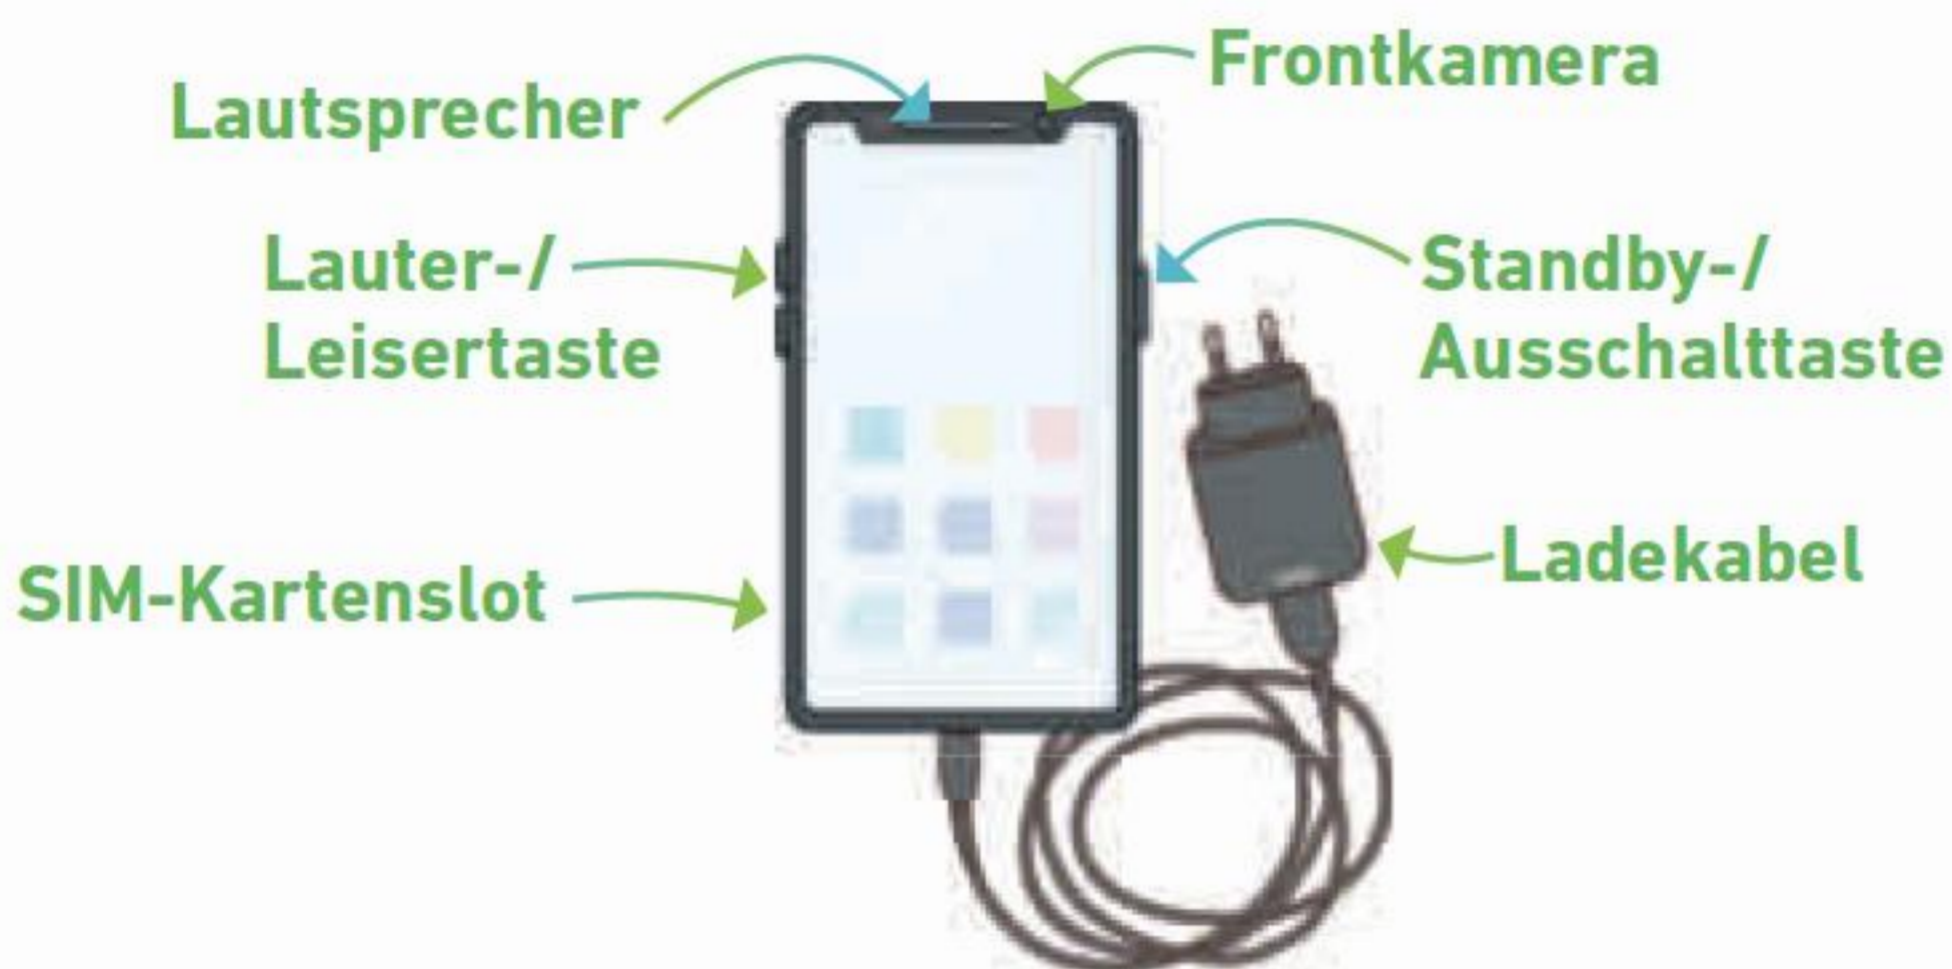 Frontkamera
Lautsprecher
Lauter-/
Leisertaste
Standby-/
Ausschalttaste
Ladekabel
SIM-Kartenslot